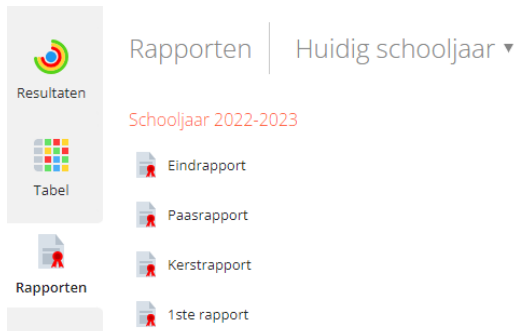 Resultaten
Tabel
Rapporten
Rapporten
Huidig schooljaar
Schooljaar 2022-2023
Eindrapport
Paasrapport
Kerstrapport
1ste rapport